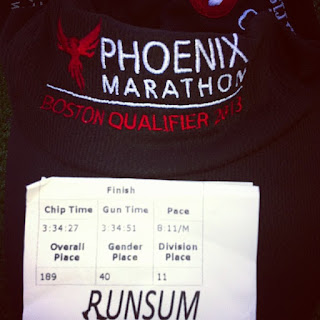 PHOENIX
MARATHON
BOSTON QUALIFIER 2013
Finish
Chip Time Gun Time Pace
3:34:27 3:34:51 8:11/M
Overall Place Gender Place Division Place
189 40 11
RUNSUM